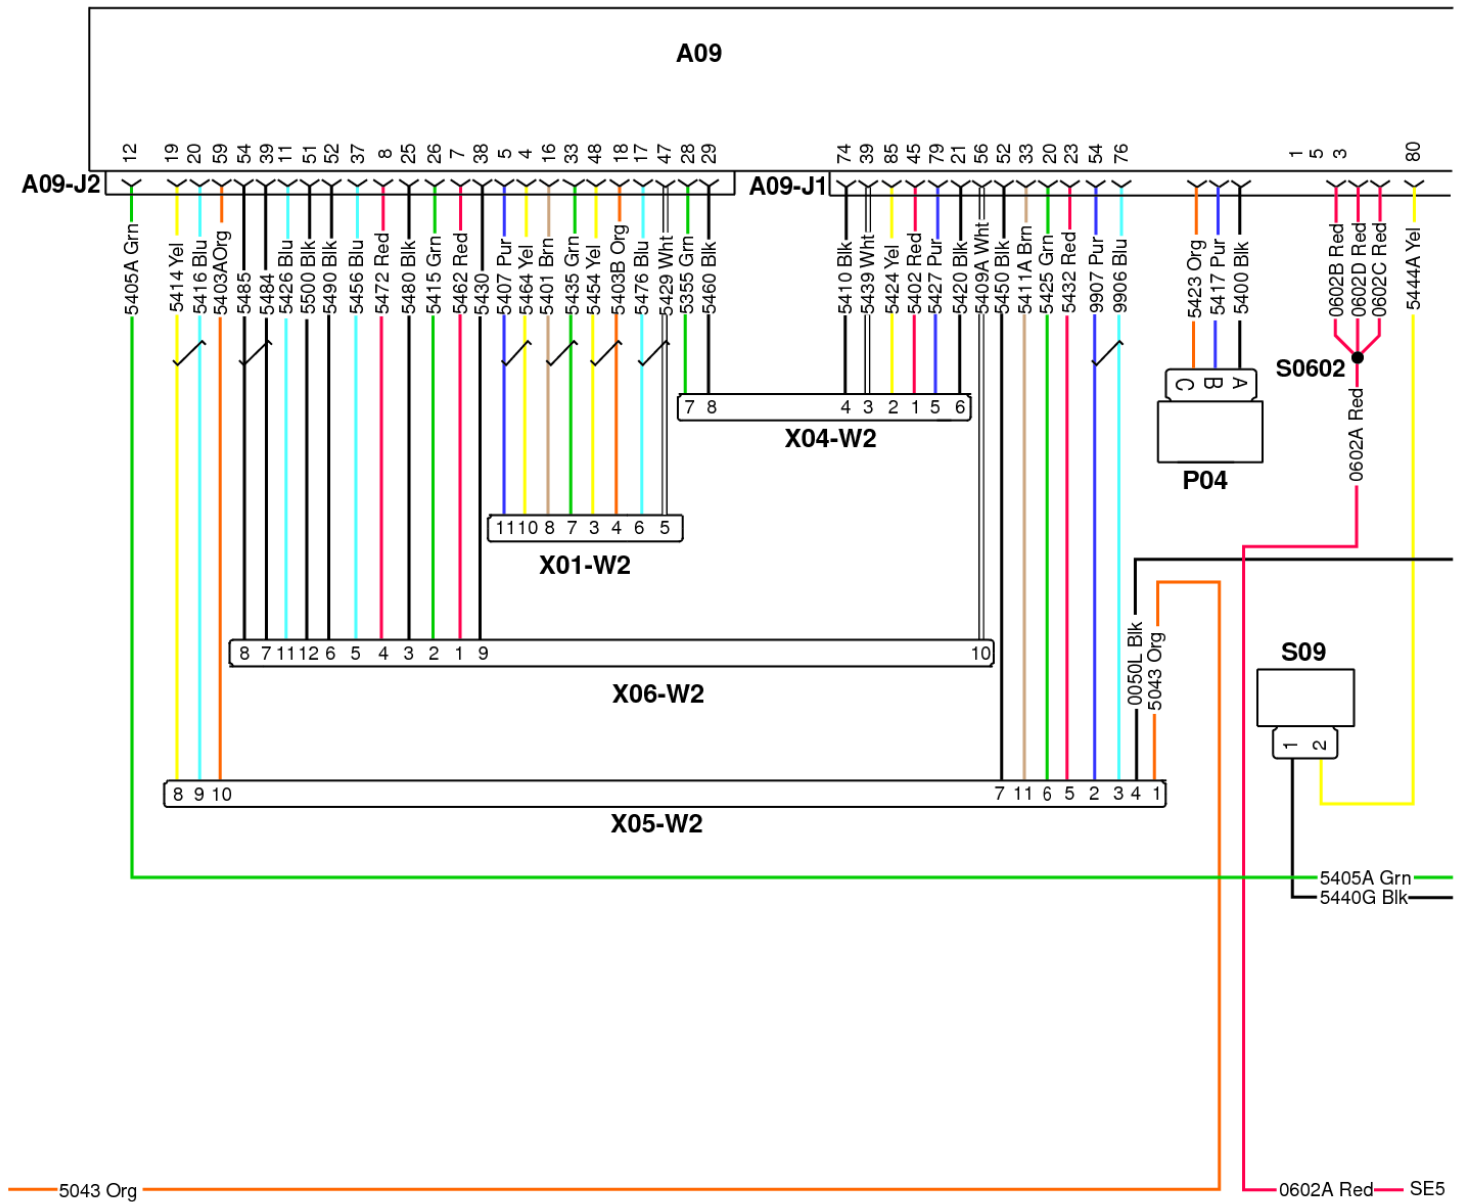 A09
12 19 20 59 54 39 11 51 52 37 8 25 26 7 38 5 4 16 33 48 18 17 47 28 29 74 39 85 45 79 21 56 52 33 20 23 54 76 1 5 3 80
A09-J2 A09-J1
5405A Grn
5414 Yel
5416 Blu
5403AOrg
5485
5484
5426 Blu
5500 Blk
5490 Blk
5456 Blu
5472 Red
5480 Blk
5415 Grn
5462 Red
5430
5407 Pur
5464 Yel
5401 Brn
5435 Grn
5454 Yel
5403B Org
5476 Blu
5429 Wht
5355 Grn
5460 Blk
5410 Blk
5439 Wht
5424 Yel
5402 Red
5427 Pur
5420 Blk
5409A Wht
5450 Blk
5411A Brn
5425 Grn
5432 Red
9907 Pur
9906 Blu
5423 Org
5417 Pur
5400 Blk
0602B Red
0602D Red
0602C Red
5444A Yel
S0602
C B A
P04
0602A Red
7 8 4 3 2 1 5 6
X04-W2
11 10 8 7 3 4 6 5
X01-W2
8 7 11 12 6 5 4 3 2 1 9 10
X06-W2
0050L Blk
5043 Org
S09
1 2
8 9 10 7 11 6 5 2 3 4 1
X05-W2
5405A Grn
5440G Blk
5043 Org
0602A Red SE5